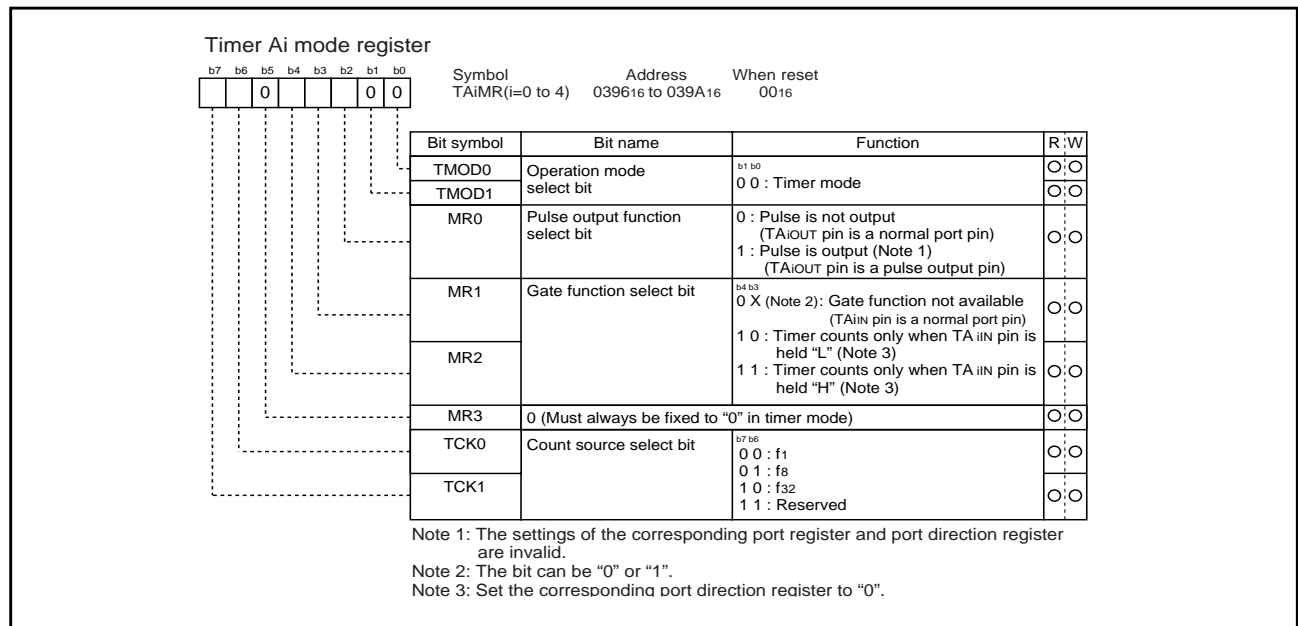 Timer Ai mode register
b7 b6 b5 b4 b3 b2 b1 b0
0 0 0
Symbol Address When reset
TAiMR(i=0 to 4) 039616 to 039A16 0016
Bit symbol Bit name Function R W
TMOD0
TMOD1
Operation mode
select bit
b1 b0
0 0 : Timer mode
MR0
Pulse output function
select bit
0 : Pulse is not output
(TAiOUT pin is a normal port pin)
1 : Pulse is output (Note 1)
(TAiOUT pin is a pulse output pin)
MR1
MR2
Gate function select bit
b4 b3
0 X (Note 2): Gate function not available
(TAiIN pin is a normal port pin)
1 0 : Timer counts only when TAiIN pin is
held “L” (Note 3)
1 1 : Timer counts only when TAiIN pin is
held “H” (Note 3)
MR3 0 (Must always be fixed to “0” in timer mode)
TCK0
TCK1
Count source select bit
b7 b6
0 0 : f1
0 1 : f8
1 0 : f32
1 1 : Reserved
Note 1: The settings of the corresponding port register and port direction register
are invalid.
Note 2: The bit can be “0” or “1”.
Note 3: Set the corresponding port direction register to “0”.